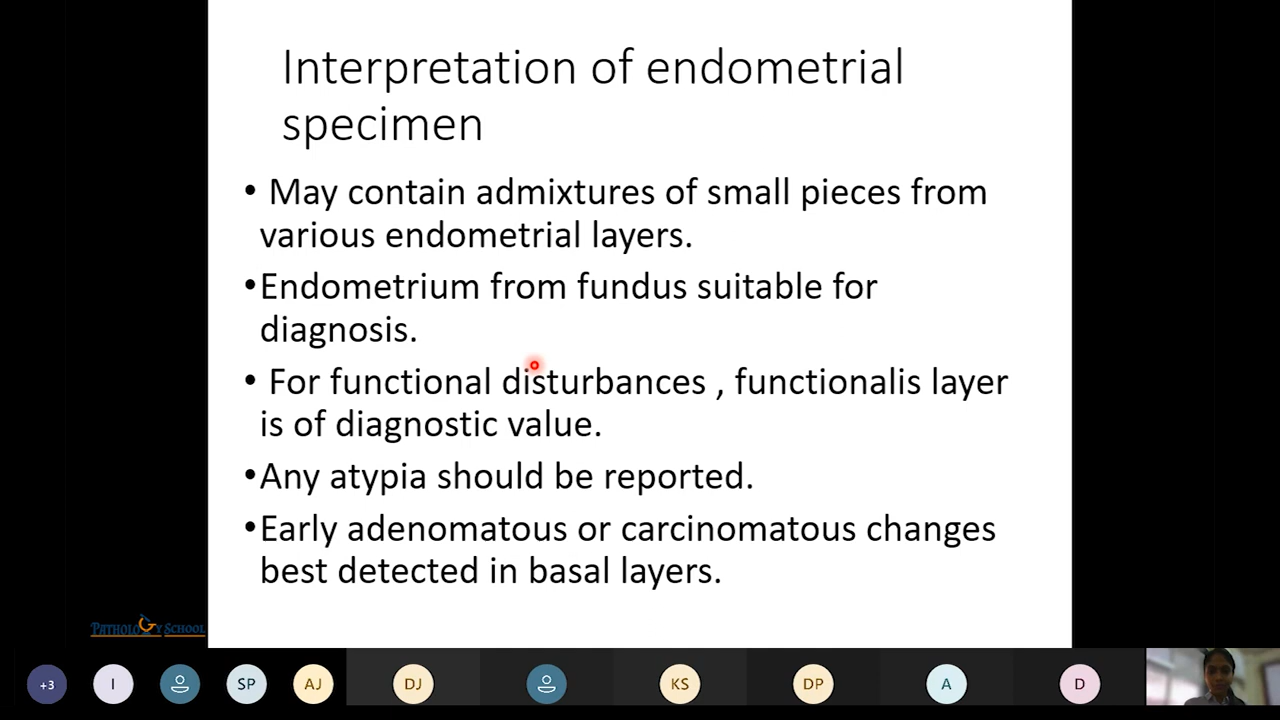 Interpretation of endometrial
specimen
• May contain admixtures of small pieces from
various endometrial layers.
•Endometrium from fundus suitable for
diagnosis.
• For functional disturbances , functionalis layer
is of diagnostic value.
•Any atypia should be reported.
•Early adenomatous or carcinomatous changes
best detected in basal layers.
PATHOLOGY SCHOOL
+3 I SP AJ DJ KS DP A D